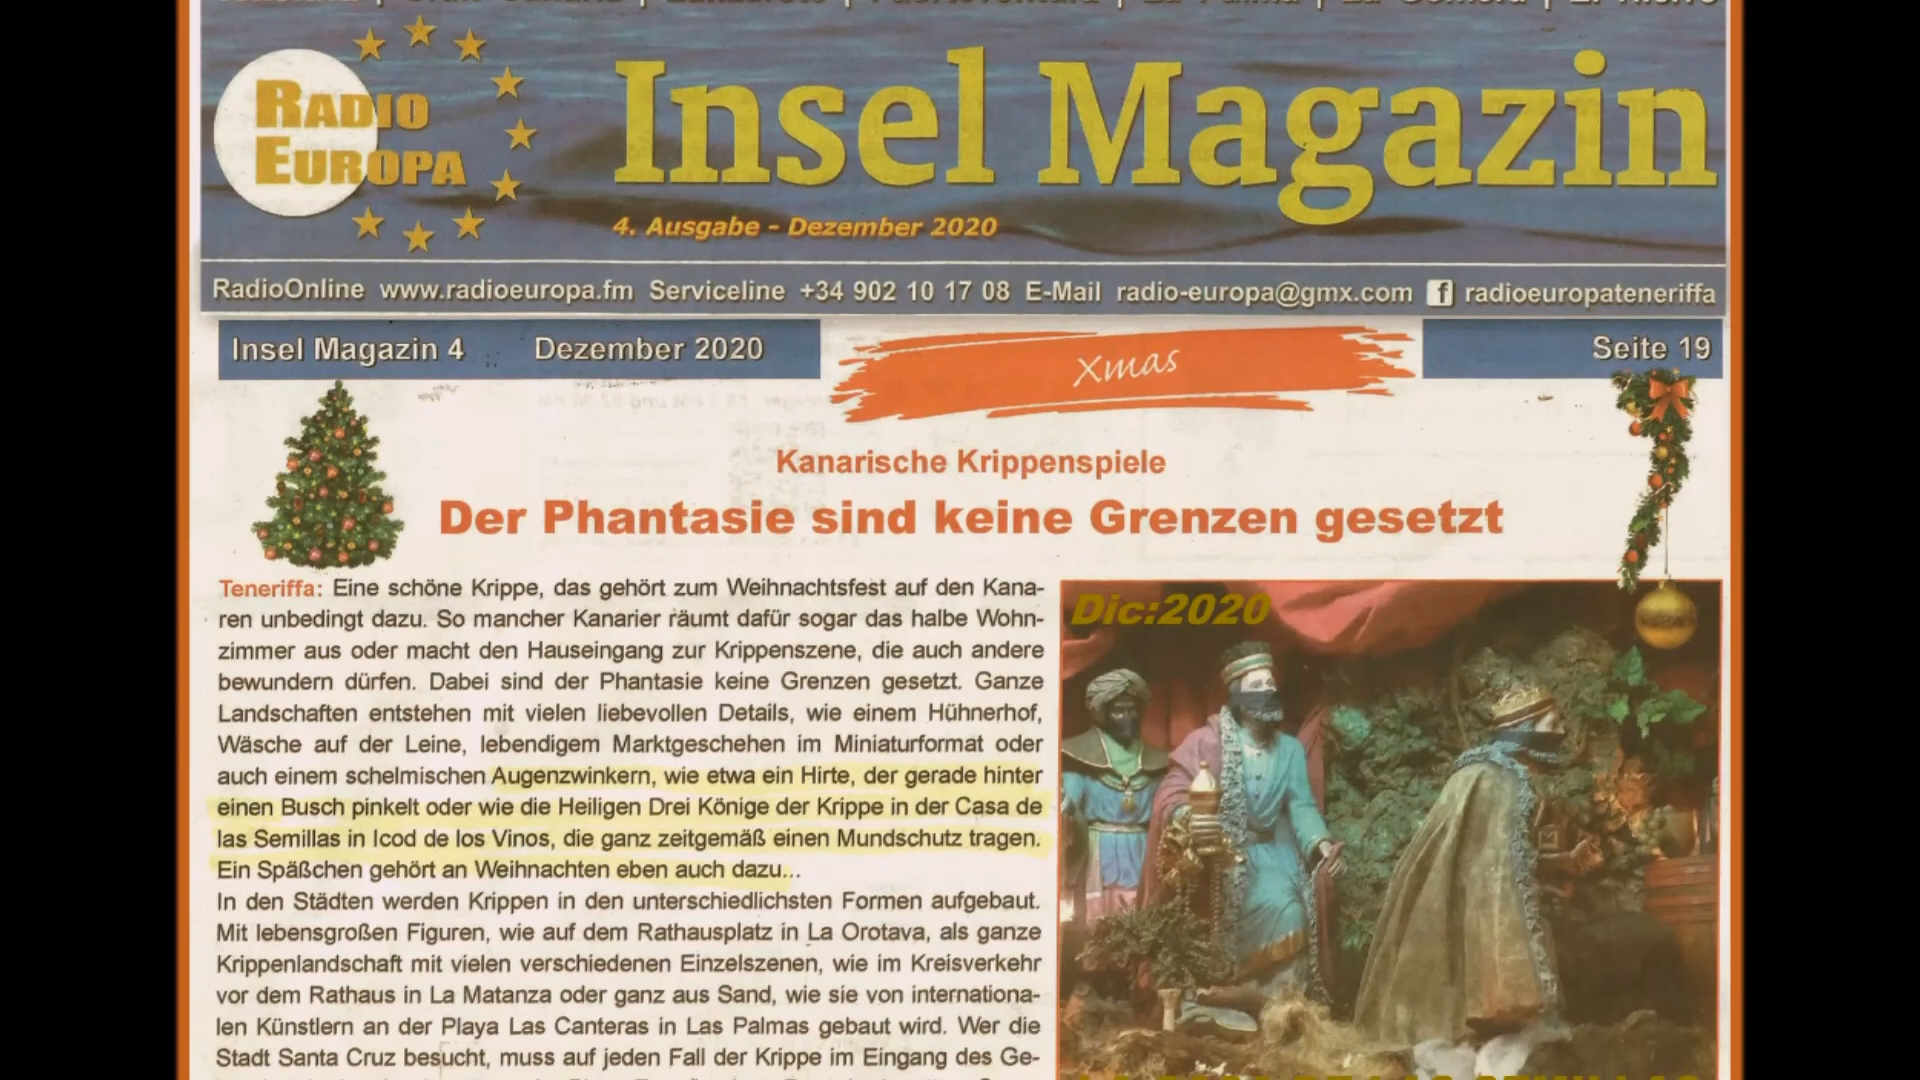 Teneriffa | Gran Canaria | Lanzarote | Fuerteventura | La Palma | La Gomera | El Hierro
RADIO
EUROPA
Insel Magazin
4. Ausgabe - Dezember 2020
RadioOnline www.radioeuropa.fm Serviceline +34 902 10 17 08 E-Mail radio-europa@gmx.com f radioeuropateneriffa
Insel Magazin 4 Dezember 2020
Xmas
Seite 19
Kanarische Krippenspiele
Der Phantasie sind keine Grenzen gesetzt
Teneriffa: Eine schöne Krippe, das gehört zum Weihnachtsfest auf den Kana-
ren unbedingt dazu. So mancher Kanarier räumt dafür sogar das halbe Wohn-
zimmer aus oder macht den Hauseingang zur Krippenszene, die auch andere
bewundern dürfen. Dabei sind der Phantasie keine Grenzen gesetzt. Ganze
Landschaften entstehen mit vielen liebevollen Details, wie einem Hühnerhof,
Wäsche auf der Leine, lebendigem Marktgeschehen im Miniaturformat oder
auch einem schelmischen Augenzwinkern, wie etwa ein Hirte, der gerade hinter
einen Busch pinkelt oder wie die Heiligen Drei Könige der Krippe in der Casa de
las Semillas in Icod de los Vinos, die ganz zeitgemäß einen Mundschutz tragen.
Ein Späßchen gehört an Weihnachten eben auch dazu...
In den Städten werden Krippen in den unterschiedlichsten Formen aufgebaut.
Mit lebensgroßen Figuren, wie auf dem Rathausplatz in La Orotava, als ganze
Krippenlandschaft mit vielen verschiedenen Einzelszenen, wie im Kreisverkehr
vor dem Rathaus in La Matanza oder ganz aus Sand, wie sie von internationa-
len Künstlern an der Playa Las Canteras in Las Palmas gebaut wird. Wer die
Stadt Santa Cruz besucht, muss auf jeden Fall der Krippe im Eingang des Ge-
Dic:2020